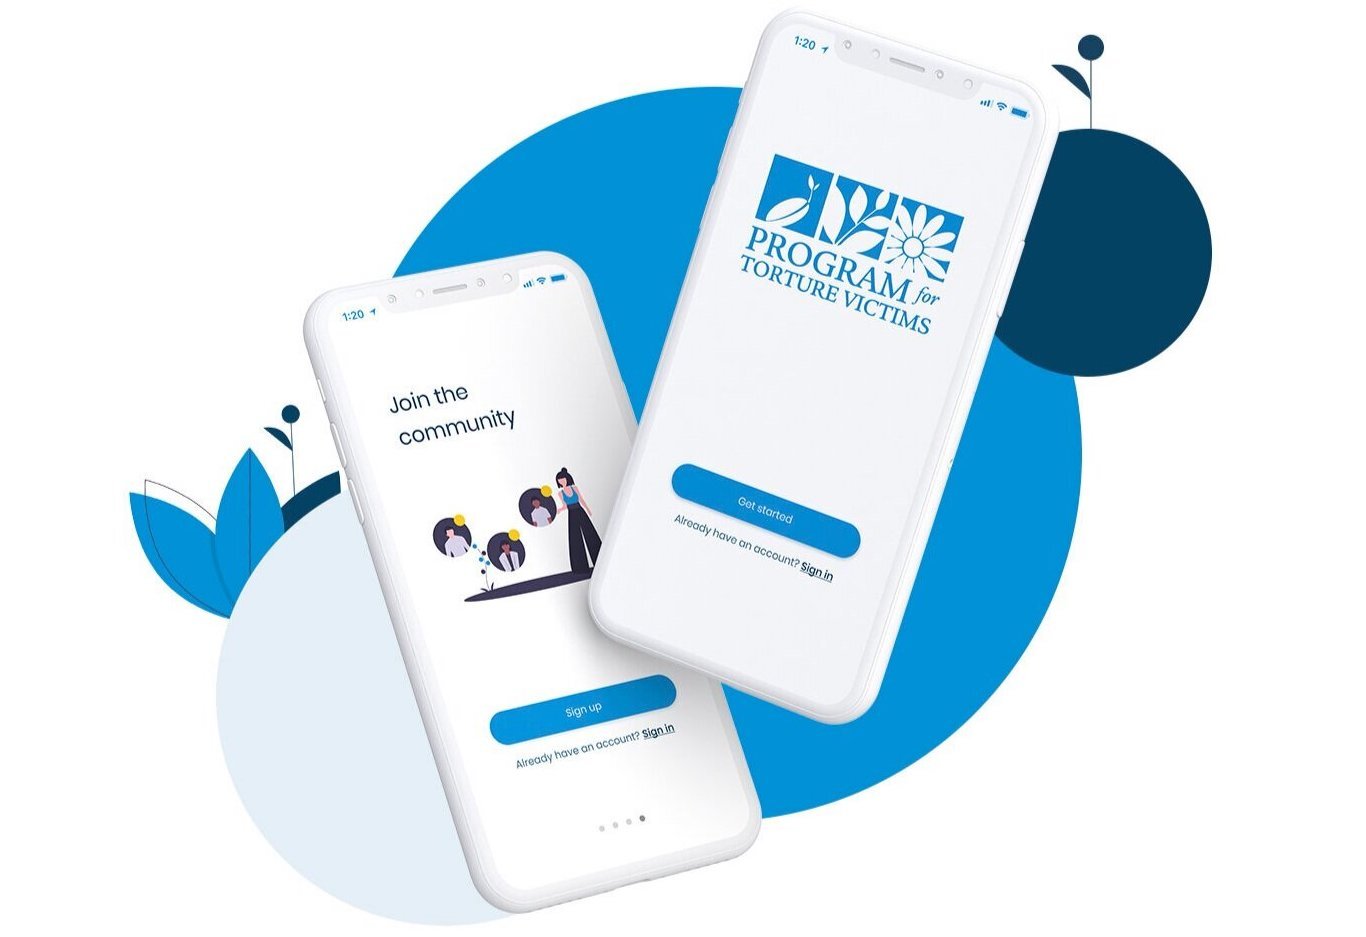 1:20
Join the
community
Sign up
Already have an account? Sign in
1:20
PROGRAM for
TORTURE VICTIMS
Get started
Already have an account? Sign in